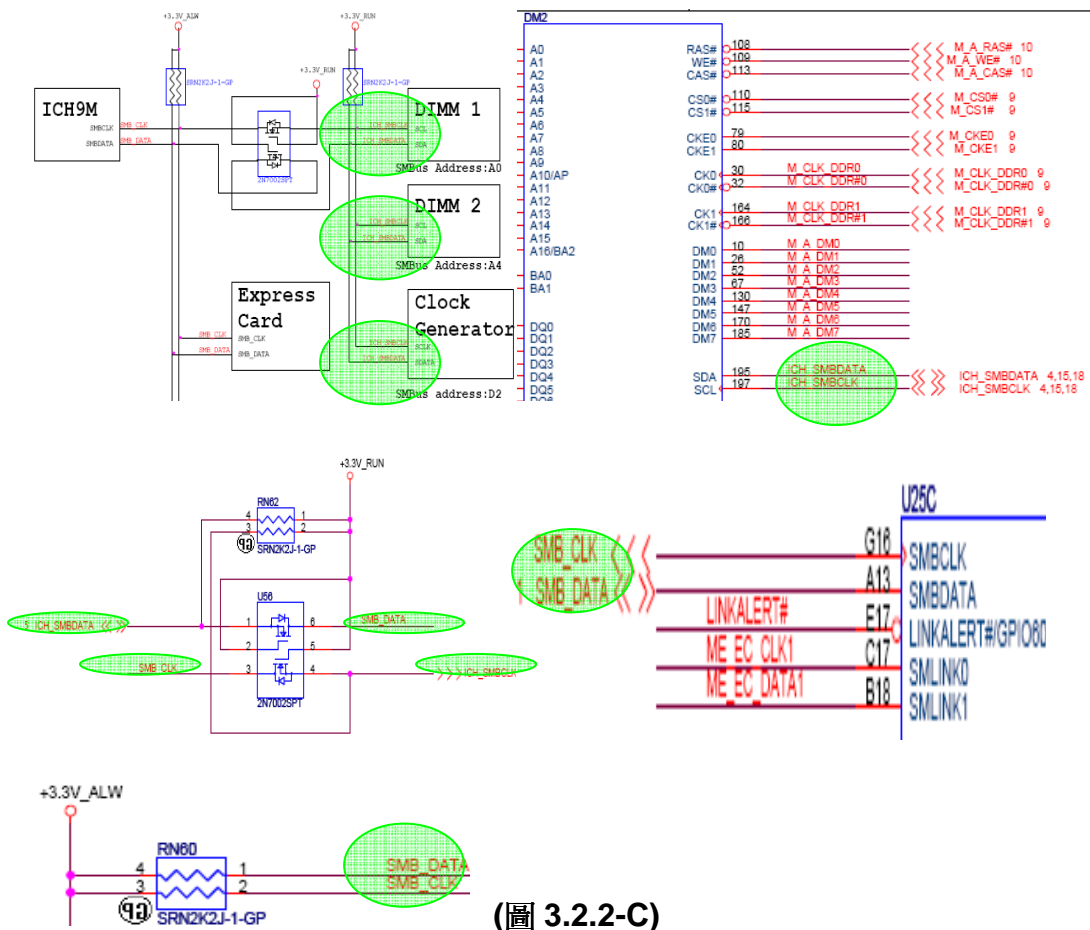 +3.3V_ALW
+3.3V_RUN
SRN2K2J-1-GP
+3.3V_RUN
SRN2K2J-1-GP
ICH9M
SMBCLK
SMB_CLK
SMBDATA
SMB_DATA
2N7002SPT
DIMM 1
ICH_SMBCLK
SCL
ICH_SMBDATA
SDA
SMBus Address:A0
DIMM 2
ICH_SMBCLK
SCL
ICH_SMBDATA
SDA
SMBus Address:A4
Express
Card
SMB_CLK
SMB_CLK
SMB_DATA
SMB_DATA
Clock
Generator
ICH_SMBCLK
SCLK
ICH_SMBDATA
SDATA
SMBus address:D2
DM2
A0
A1
A2
A3
A4
A5
A6
A7
A8
A9
A10/AP
A11
A12
A13
A14
A15
A16/BA2
BA0
BA1
DQ0
DQ1
DQ2
DQ3
DQ4
DQ5
DQ6
RAS# 108 M_A_RAS# 10
WE# 109 M_A_WE# 10
CAS# 113 M_A_CAS# 10
CS0# 110 M_CS0# 9
CS1# 115 M_CS1# 9
CKE0 79 M_CKE0 9
CKE1 80 M_CKE1 9
CK0 30 M_CLK_DDR0 M_CLK_DDR0 9
CK0# 32 M_CLK_DDR#0 M_CLK_DDR#0 9
CK1 164 M_CLK_DDR1 M_CLK_DDR1 9
CK1# 166 M_CLK_DDR#1 M_CLK_DDR#1 9
DM0 10 M_A_DM0
DM1 26 M_A_DM1
DM2 52 M_A_DM2
DM3 67 M_A_DM3
DM4 130 M_A_DM4
DM5 147 M_A_DM5
DM6 170 M_A_DM6
DM7 185 M_A_DM7
SDA 195 ICH_SMBDATA ICH_SMBDATA 4,15,18
SCL 197 ICH_SMBCLK ICH_SMBCLK 4,15,18
+3.3V_RUN
RN62
4 1
3 2
SRN2K2J-1-GP
U56
5 ICH_SMBDATA 1 6 SMB_DATA
2 5
SMB_CLK 3 4 ICH_SMBCLK
2N7002SPT
U25C
SMB_CLK G16 SMBCLK
1 SMB_DATA A13 SMBDATA
LINKALERT# E17 LINKALERT#/GPIO60
ME_EC_CLK1 C17 SMLINK0
ME_EC_DATA1 B18 SMLINK1
+3.3V_ALW
RN60
4 1 SMB_DATA
3 2 SMB_CLK
SRN2K2J-1-GP
(圖 3.2.2-C)